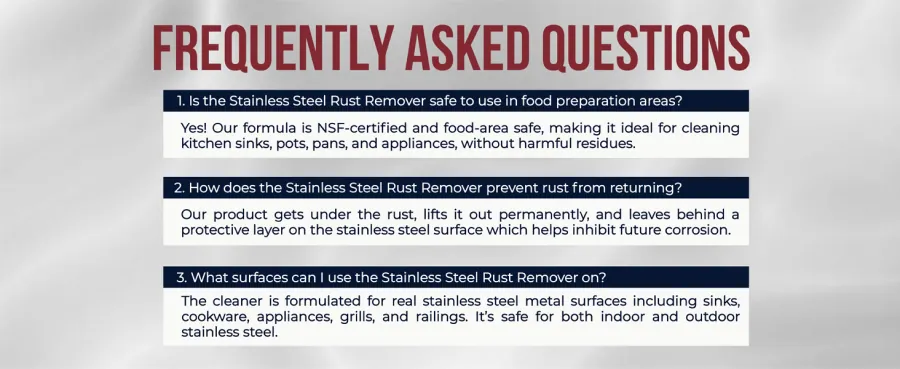 FREQUENTLY ASKED QUESTIONS
1. Is the Stainless Steel Rust Remover safe to use in food preparation areas?
Yes! Our formula is NSF-certified and food-area safe, making it ideal for cleaning
kitchen sinks, pots, pans, and appliances, without harmful residues.
2. How does the Stainless Steel Rust Remover prevent rust from returning?
Our product gets under the rust, lifts it out permanently, and leaves behind a
protective layer on the stainless steel surface which helps inhibit future corrosion.
3. What surfaces can I use the Stainless Steel Rust Remover on?
The cleaner is formulated for real stainless steel metal surfaces including sinks,
cookware, appliances, grills, and railings. It's safe for both indoor and outdoor
stainless steel.